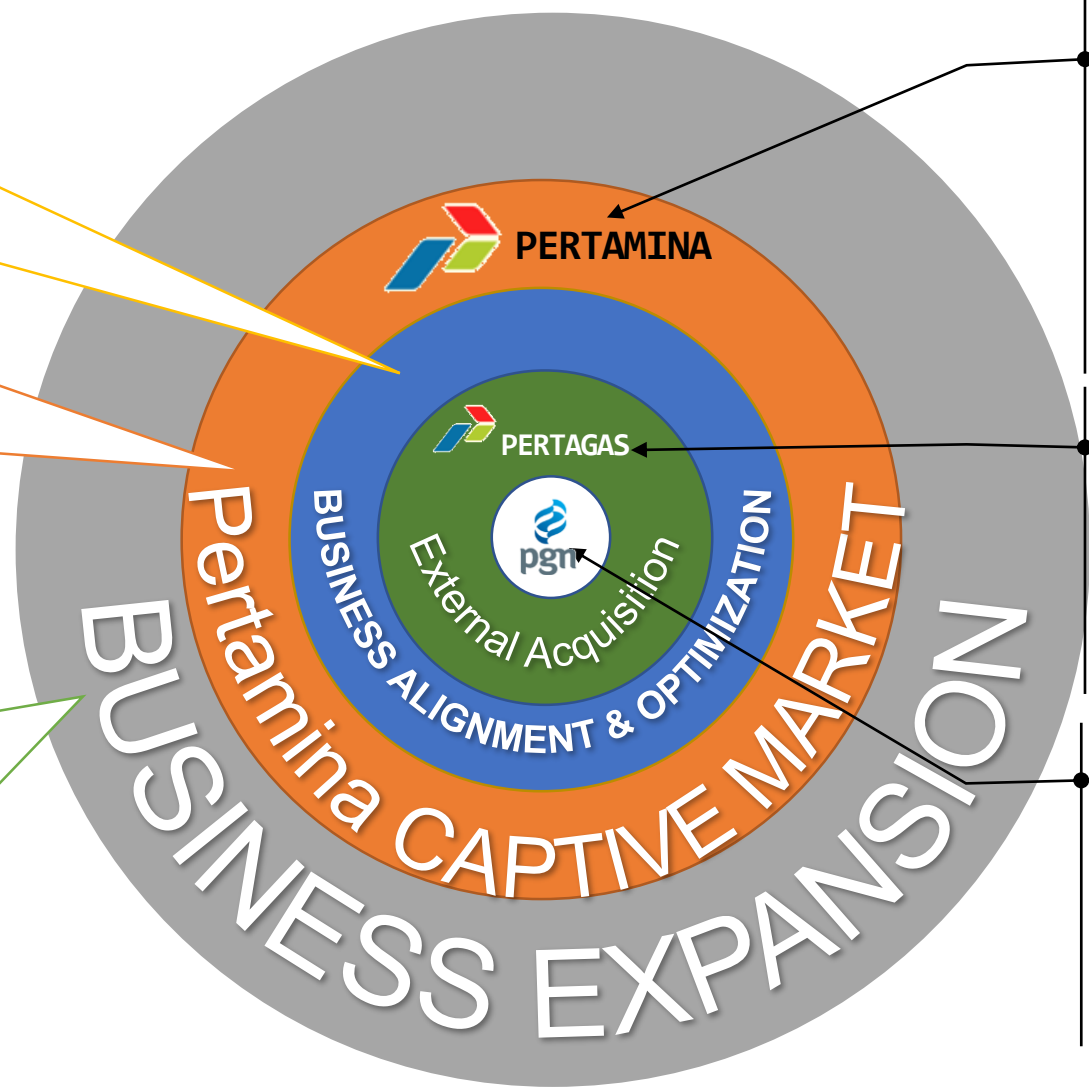 PERTAMINA
PERTAGAS
pgn
External Acquisition
BUSINESS ALIGNMENT & OPTIMIZATION
Pertamina CAPTIVE MARKET
BUSINESS EXPANSION